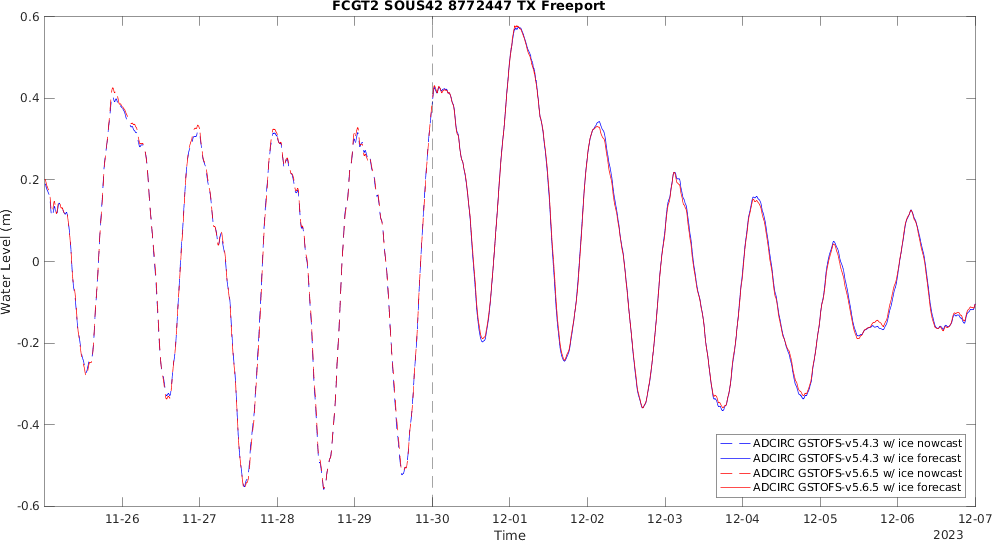 FCGT2 SOUS42 8772447 TX Freeport
0.6
0.4
0.2
0
-0.2
-0.4
-0.6
Water Level (m)
ADCIRC GSTOFS-v5.4.3 w/ ice nowcast
ADCIRC GSTOFS-v5.4.3 w/ ice forecast
ADCIRC GSTOFS-v5.6.5 w/ ice nowcast
ADCIRC GSTOFS-v5.6.5 w/ ice forecast
11-26 11-27 11-28 11-29 11-30 12-01 12-02 12-03 12-04 12-05 12-06 12-07
Time
2023